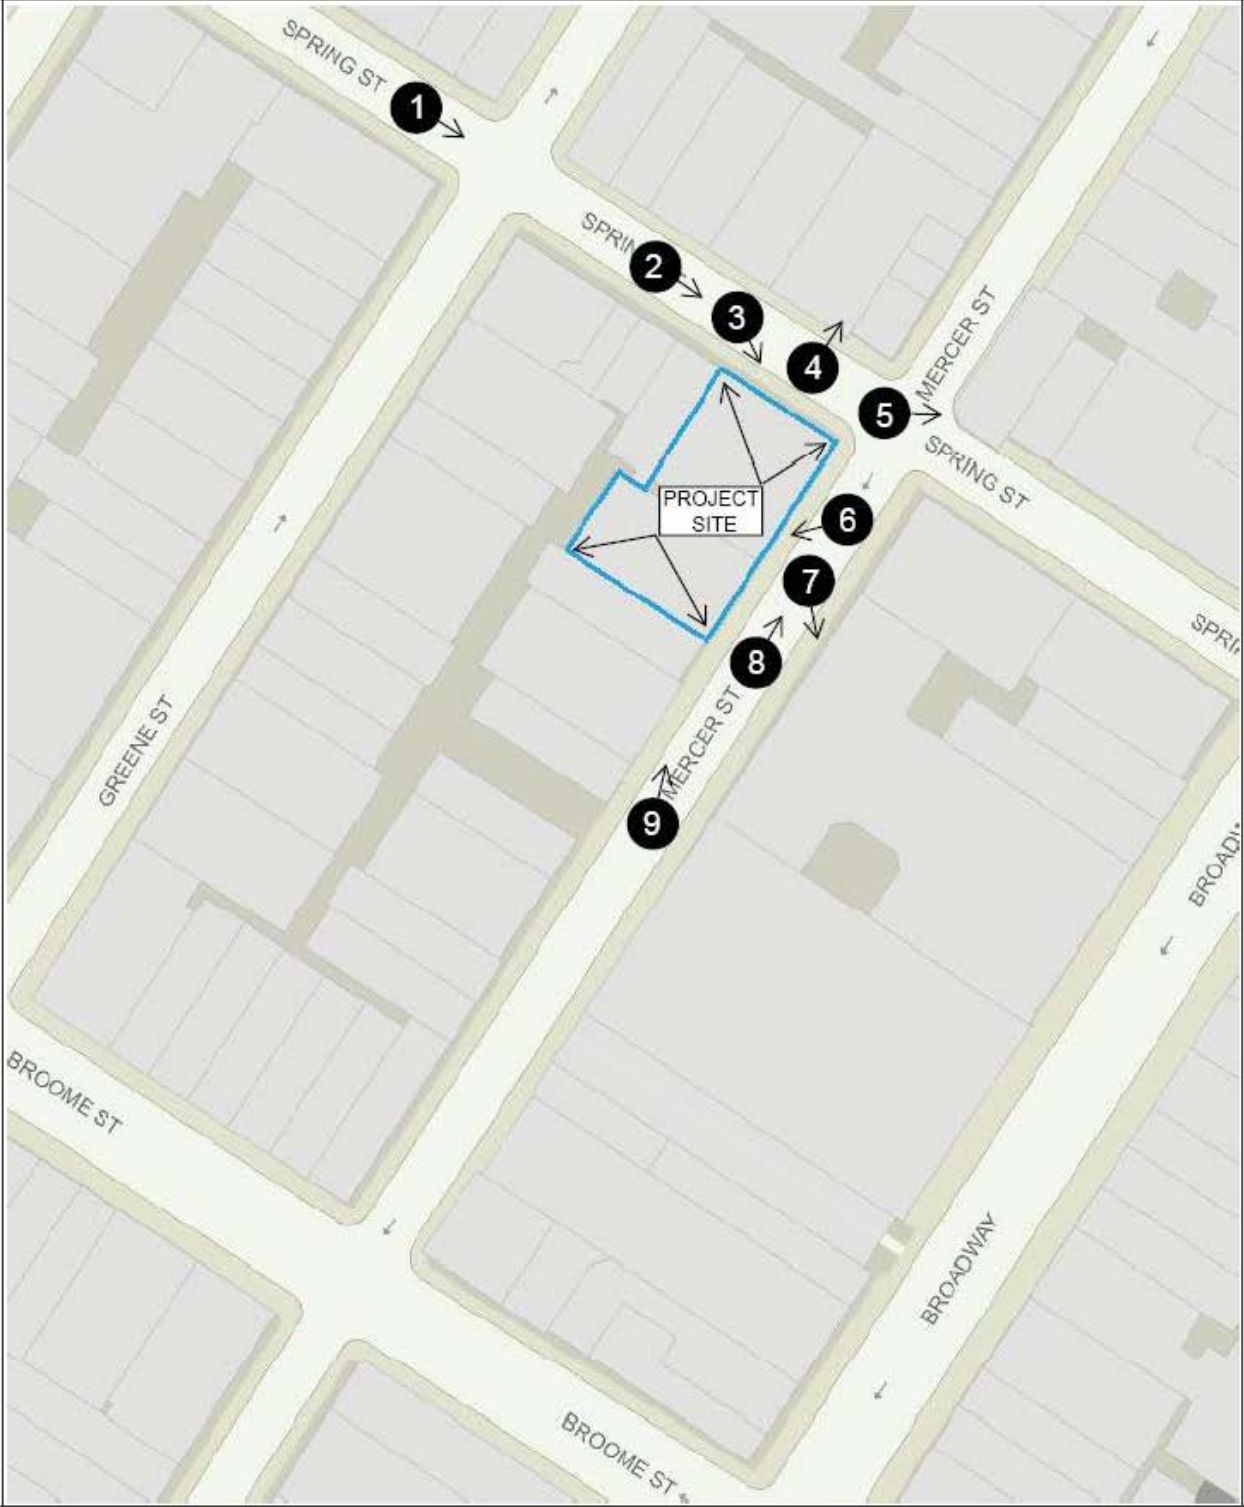 SPRING ST
1
SPRIN
2
3
4
MERCER ST
5
SPRING ST
PROJECT
SITE
6
7
SPRI
8
MERCER ST
GREENE ST
9
BROAD
BROOME ST
BROADWAY
BROOME ST